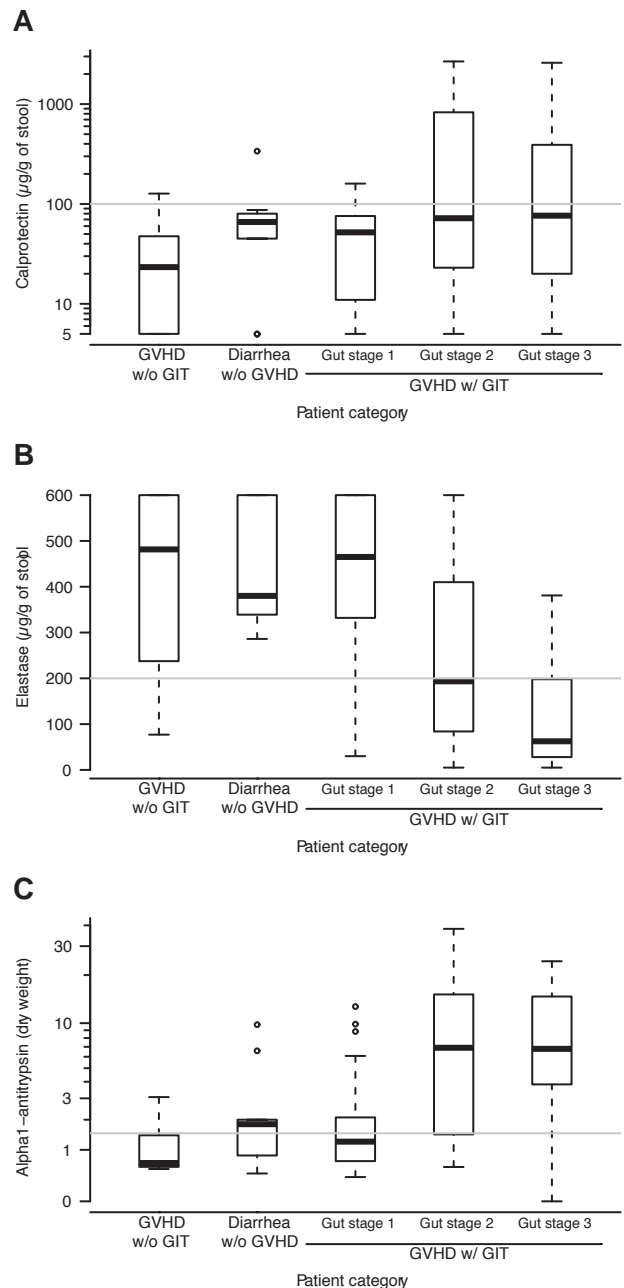 A
Calprotectin (µg/g of stool)
1000
100
10
5
GVHD w/o GIT
Diarrhea w/o GVHD
Gut stage 1
Gut stage 2
Gut stage 3
GVHD w/ GIT
Patient category
B
Elastase (µg/g of stool
600
500
400
300
200
100
0
GVHD w/o GIT
Diarrhea w/o GVHD
Gut stage 1
Gut stage 2
Gut stage 3
GVHD w/ GIT
Patient category
C
Alpha1−antitrypsin (dry weight)
30
10
3
1
0
GVHD w/o GIT
Diarrhea w/o GVHD
Gut stage 1
Gut stage 2
Gut stage 3
GVHD w/ GIT
Patient category